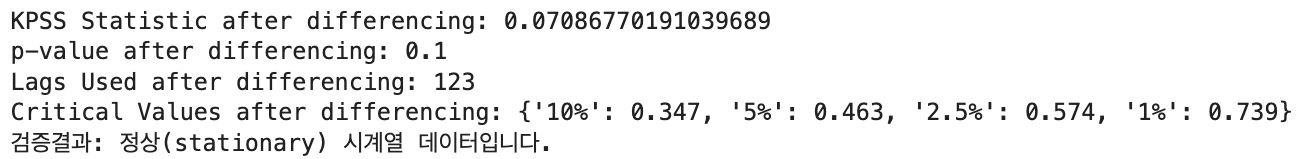 KPSS Statistic after differencing: 0.07086770191039689
p-value after differencing: 0.1
Lags Used after differencing: 123
Critical Values after differencing: {'10%': 0.347, '5%': 0.463, '2.5%': 0.574, '1%': 0.739}
검증결과: 정상(stationary) 시계열 데이터입니다.